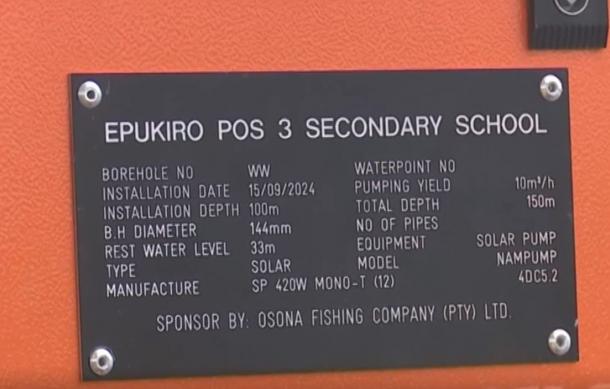 EPUKIRO POS 3 SECONDARY SCHOOL
BOREHOLE NO WW WATERPOINT NO
INSTALLATION DATE 15/09/2024 PUMPING YIELD 10m³/h
INSTALLATION DEPTH 100m TOTAL DEPTH 150m
B.H DIAMETER 144mm NO OF PIPES
REST WATER LEVEL 33m EQUIPMENT SOLAR PUMP
TYPE SOLAR MODEL NAMPUMP
MANUFACTURE SP 420W MONO-T (12) 4DC5.2
SPONSOR BY: OSONA FISHING COMPANY (PTY) LTD.